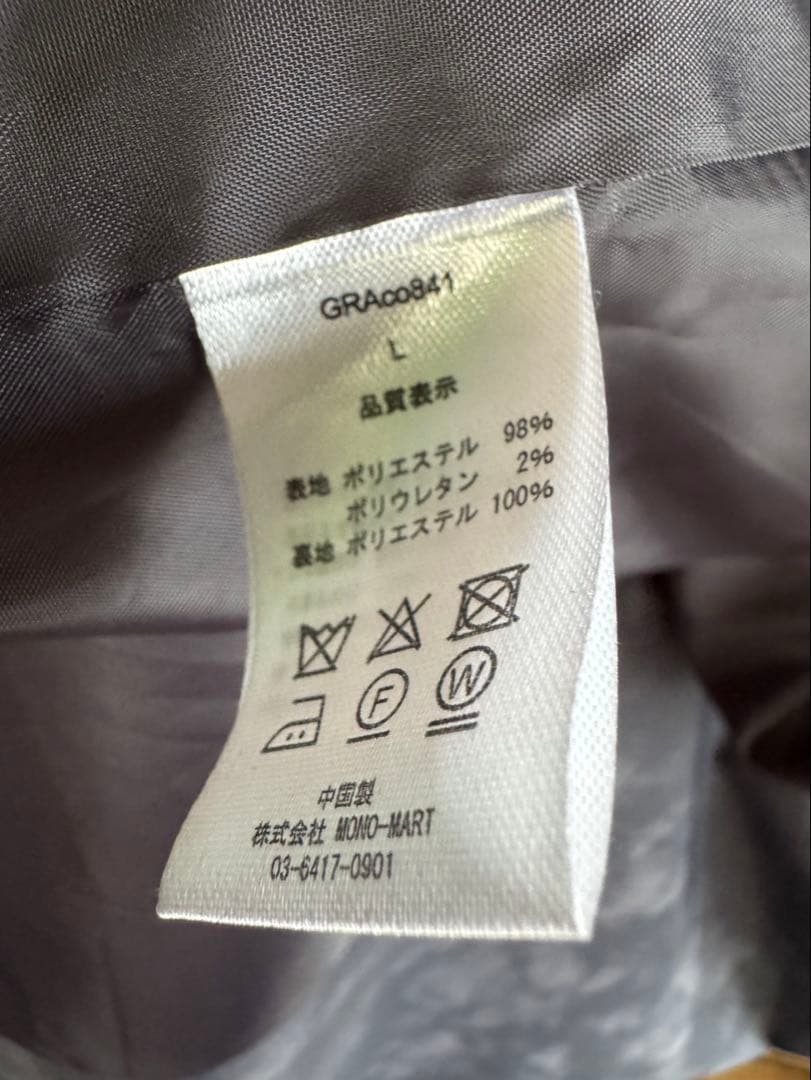 GRAco841
L
品質表示
表地 ポリエステル 98%
ポリウレタン 2%
裏地 ポリエステル 100%
F
W
中国製
株式会社 MONO-MART
03-6417-0901